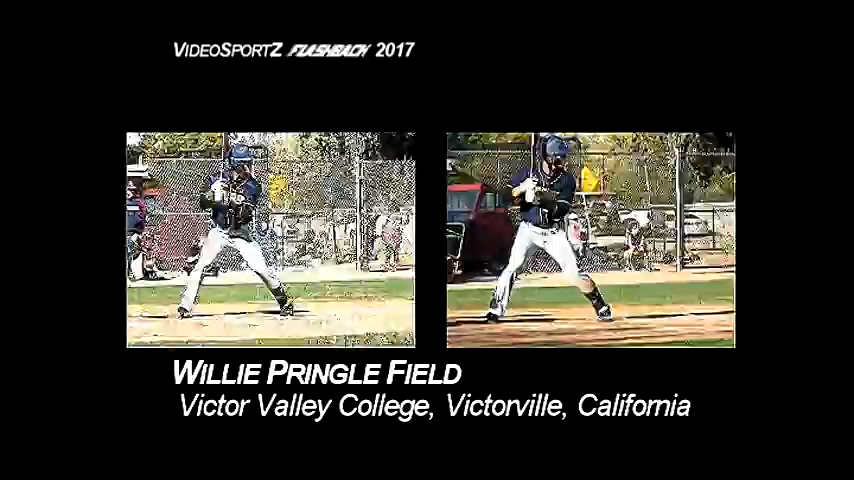 VIDEOSPORTZ FLASHBACK 2017
WILLIE PRINGLE FIELD
Victor Valley College, Victorville, California